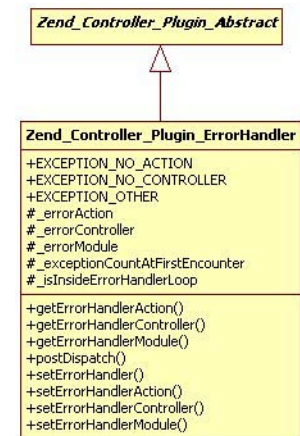 Zend_Controller_Plugin_Abstract
Zend_Controller_Plugin_ErrorHandler
+EXCEPTION_NO_ACTION
+EXCEPTION_NO_CONTROLLER
+EXCEPTION_OTHER
#_errorAction
#_errorController
#_errorModule
#_exceptionCountAtFirstEncounter
#_isInsideErrorHandlerLoop
+getErrorHandlerAction()
+getErrorHandlerController()
+getErrorHandlerModule()
+postDispatch()
+setErrorHandler()
+setErrorHandlerAction()
+setErrorHandlerController()
+setErrorHandlerModule()